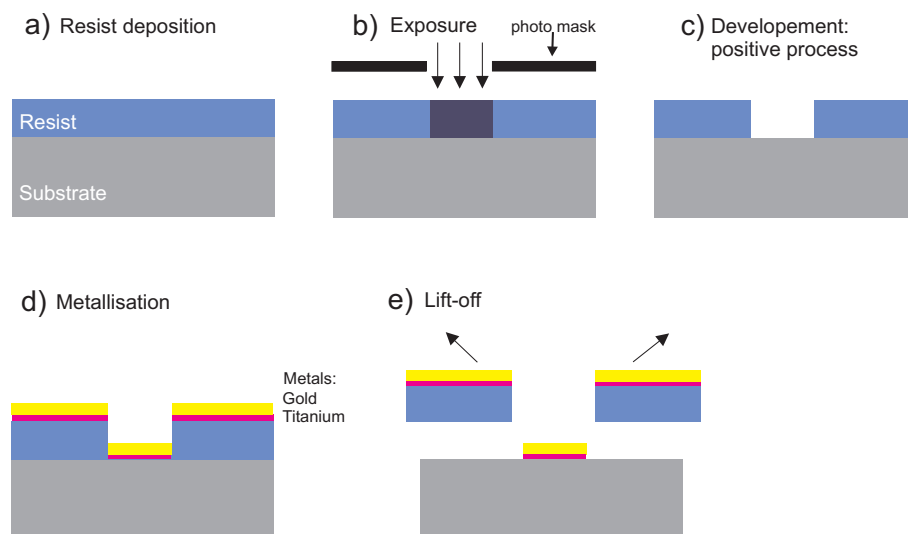 a) Resist deposition
Resist
Substrate
b) Exposure
photo mask
c) Developement:
positive process
d) Metallisation
Metals:
Gold
Titanium
e) Lift-off